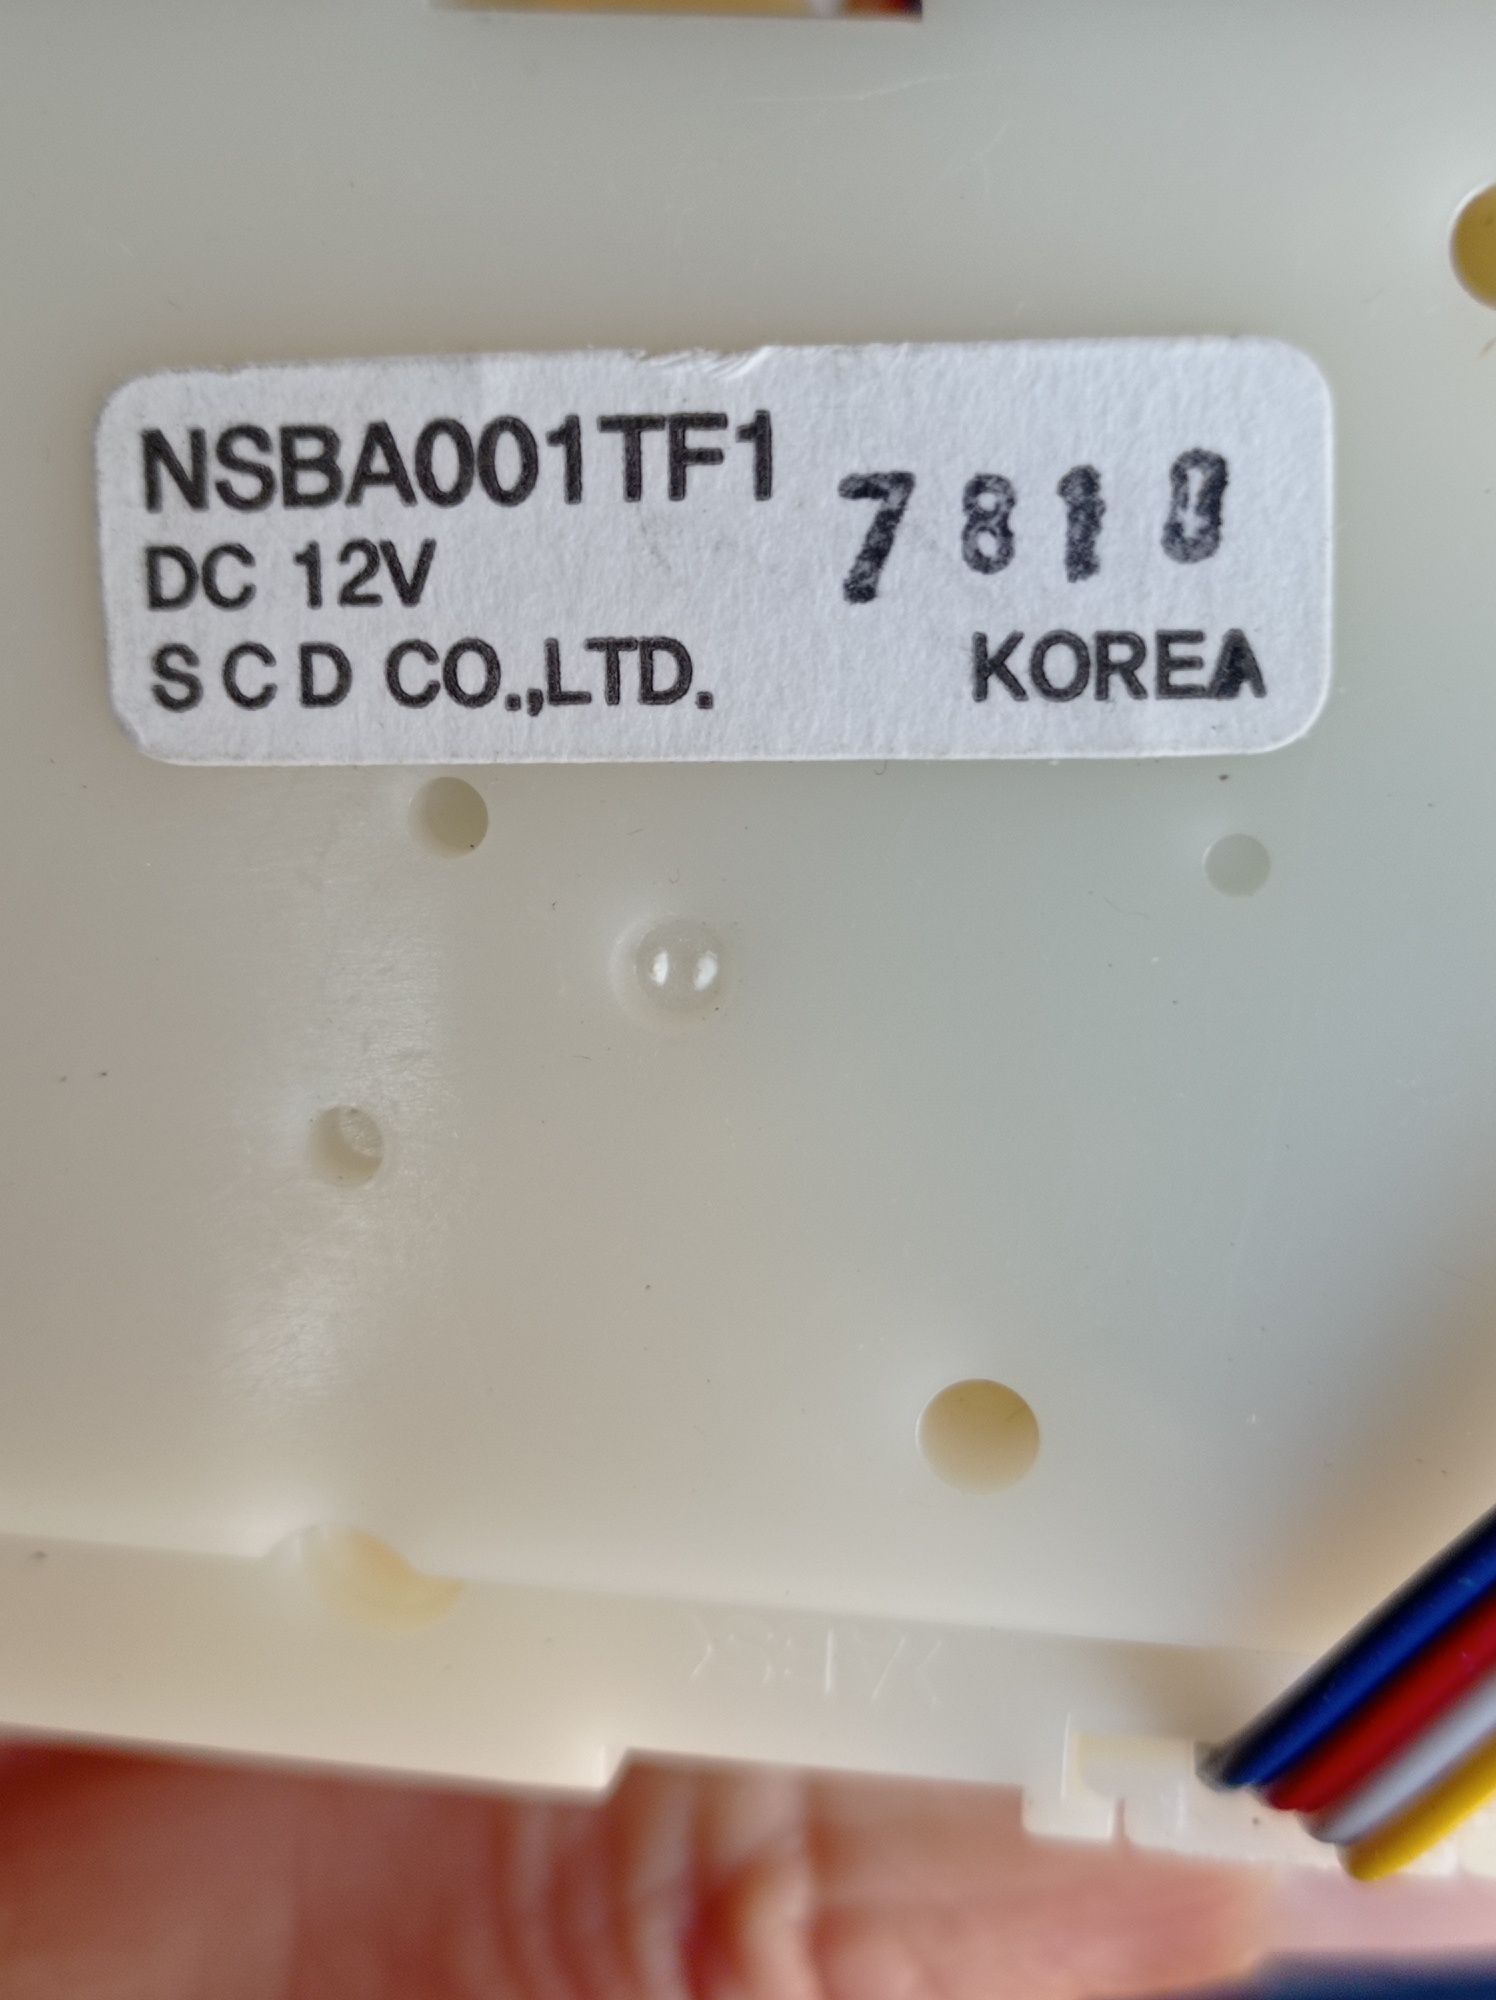 NSBA001TF1 7810
DC 12V
S C D CO.,LTD. KOREA